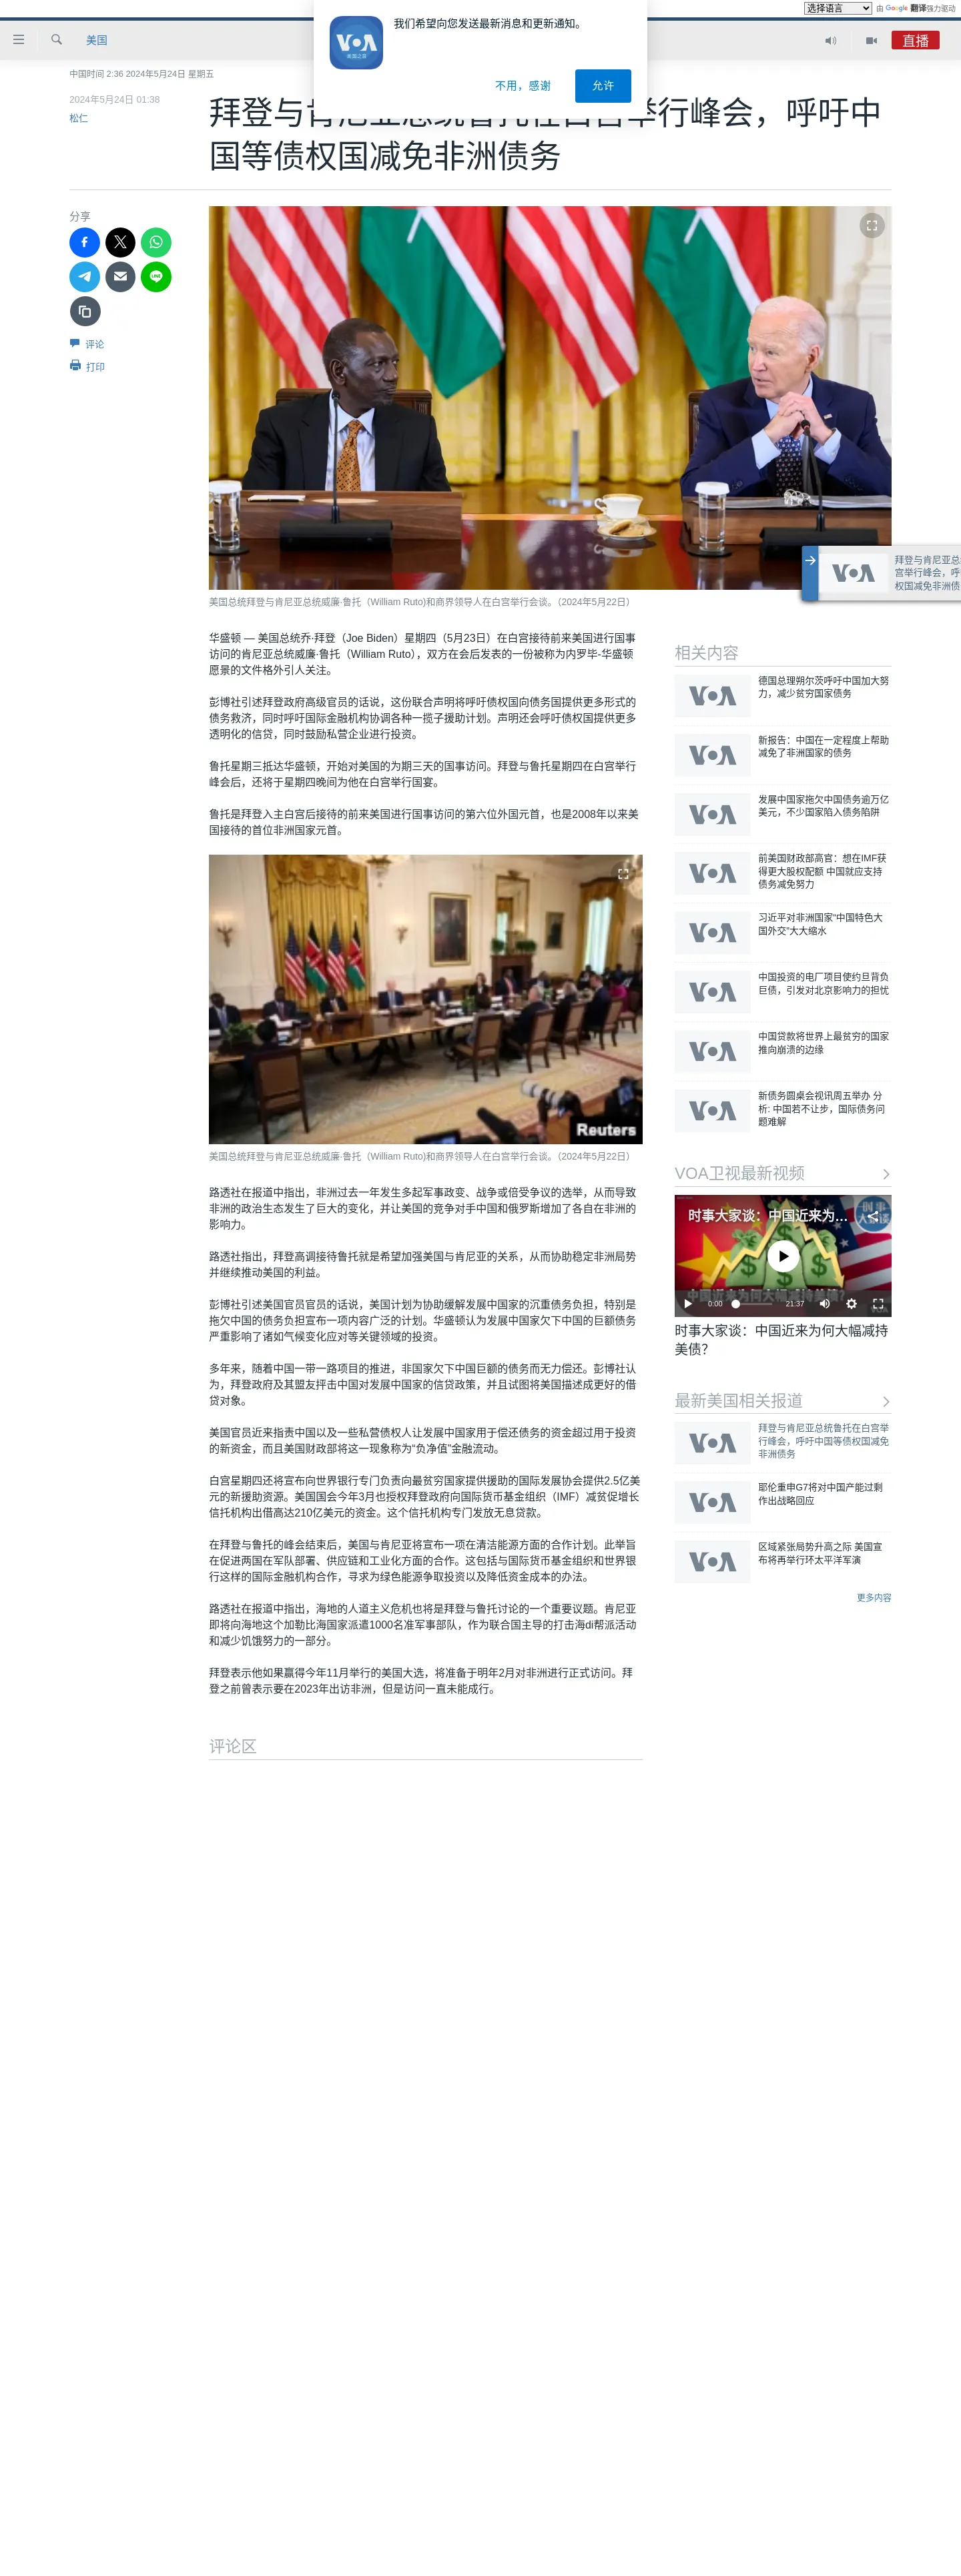 选择语言 由 Google 翻译强力驱动
我们希望向您发送最新消息和更新通知。
VOA
美国之音
不用，感谢
允许
美国
直播
中国时间 2:36 2024年5月24日 星期五
2024年5月24日 01:38
松仁
拜登与肯尼亚总统鲁托在白宫举行峰会，呼吁中
国等债权国减免非洲债务
分享
评论
打印
拜登与肯尼亚总
宫举行峰会，呼
权国减免非洲债
VOA
美国总统拜登与肯尼亚总统威廉·鲁托（William Ruto)和商界领导人在白宫举行会谈。（2024年5月22日）
华盛顿 — 美国总统乔·拜登（Joe Biden）星期四（5月23日）在白宫接待前来美国进行国事
访问的肯尼亚总统威廉·鲁托（William Ruto），双方在会后发表的一份被称为内罗毕-华盛顿
愿景的文件格外引人关注。
彭博社引述拜登政府高级官员的话说，这份联合声明将呼吁债权国向债务国提供更多形式的
债务救济，同时呼吁国际金融机构协调各种一揽子援助计划。声明还会呼吁债权国提供更多
透明化的信贷，同时鼓励私营企业进行投资。
鲁托星期三抵达华盛顿，开始对美国的为期三天的国事访问。拜登与鲁托星期四在白宫举行
峰会后，还将于星期四晚间为他在白宫举行国宴。
鲁托是拜登入主白宫后接待的前来美国进行国事访问的第六位外国元首，也是2008年以来美
国接待的首位非洲国家元首。
Reuters
美国总统拜登与肯尼亚总统威廉·鲁托（William Ruto)和商界领导人在白宫举行会谈。（2024年5月22日）
路透社在报道中指出，非洲过去一年发生多起军事政变、战争或倍受争议的选举，从而导致
非洲的政治生态发生了巨大的变化，并让美国的竞争对手中国和俄罗斯增加了各自在非洲的
影响力。
路透社指出，拜登高调接待鲁托就是希望加强美国与肯尼亚的关系，从而协助稳定非洲局势
并继续推动美国的利益。
彭博社引述美国官员官员的话说，美国计划为协助缓解发展中国家的沉重债务负担，特别是
拖欠中国的债务负担宣布一项内容广泛的计划。华盛顿认为发展中国家欠下中国的巨额债务
严重影响了诸如气候变化应对等关键领域的投资。
多年来，随着中国一带一路项目的推进，非国家欠下中国巨额的债务而无力偿还。彭博社认
为，拜登政府及其盟友抨击中国对发展中国家的信贷政策，并且试图将美国描述成更好的借
贷对象。
美国官员近来指责中国以及一些私营债权人让发展中国家用于偿还债务的资金超过用于投资
的新资金，而且美国财政部将这一现象称为“负净值”金融流动。
白宫星期四还将宣布向世界银行专门负责向最贫穷国家提供援助的国际发展协会提供2.5亿美
元的新援助资源。美国国会今年3月也授权拜登政府向国际货币基金组织（IMF）减贫促增长
信托机构出借高达210亿美元的资金。这个信托机构专门发放无息贷款。
在拜登与鲁托的峰会结束后，美国与肯尼亚将宣布一项在清洁能源方面的合作计划。此举旨
在促进两国在军队部署、供应链和工业化方面的合作。这包括与国际货币基金组织和世界银
行这样的国际金融机构合作，寻求为绿色能源争取投资以及降低资金成本的办法。
路透社在报道中指出，海地的人道主义危机也将是拜登与鲁托讨论的一个重要议题。肯尼亚
即将向海地这个加勒比海国家派遣1000名准军事部队，作为联合国主导的打击海di帮派活动
和减少饥饿努力的一部分。
拜登表示他如果赢得今年11月举行的美国大选，将准备于明年2月对非洲进行正式访问。拜
登之前曾表示要在2023年出访非洲，但是访问一直未能成行。
评论区
相关内容
VOA
德国总理朔尔茨呼吁中国加大努
力，减少贫穷国家债务
VOA
新报告：中国在一定程度上帮助
减免了非洲国家的债务
VOA
发展中国家拖欠中国债务逾万亿
美元，不少国家陷入债务陷阱
VOA
前美国财政部高官：想在IMF获
得更大股权配额 中国就应支持
债务减免努力
VOA
习近平对非洲国家“中国特色大
国外交”大大缩水
VOA
中国投资的电厂项目使约旦背负
巨债，引发对北京影响力的担忧
VOA
中国贷款将世界上最贫穷的国家
推向崩溃的边缘
VOA
新债务圆桌会视讯周五举办 分
析: 中国若不让步，国际债务问
题难解
VOA卫视最新视频
时事大家谈：中国近来为…
0:00
21:37
时事大家谈：中国近来为何大幅减持
美债？
最新美国相关报道
VOA
拜登与肯尼亚总统鲁托在白宫举
行峰会，呼吁中国等债权国减免
非洲债务
VOA
耶伦重申G7将对中国产能过剩
作出战略回应
VOA
区域紧张局势升高之际 美国宣
布将再举行环太平洋军演
更多内容